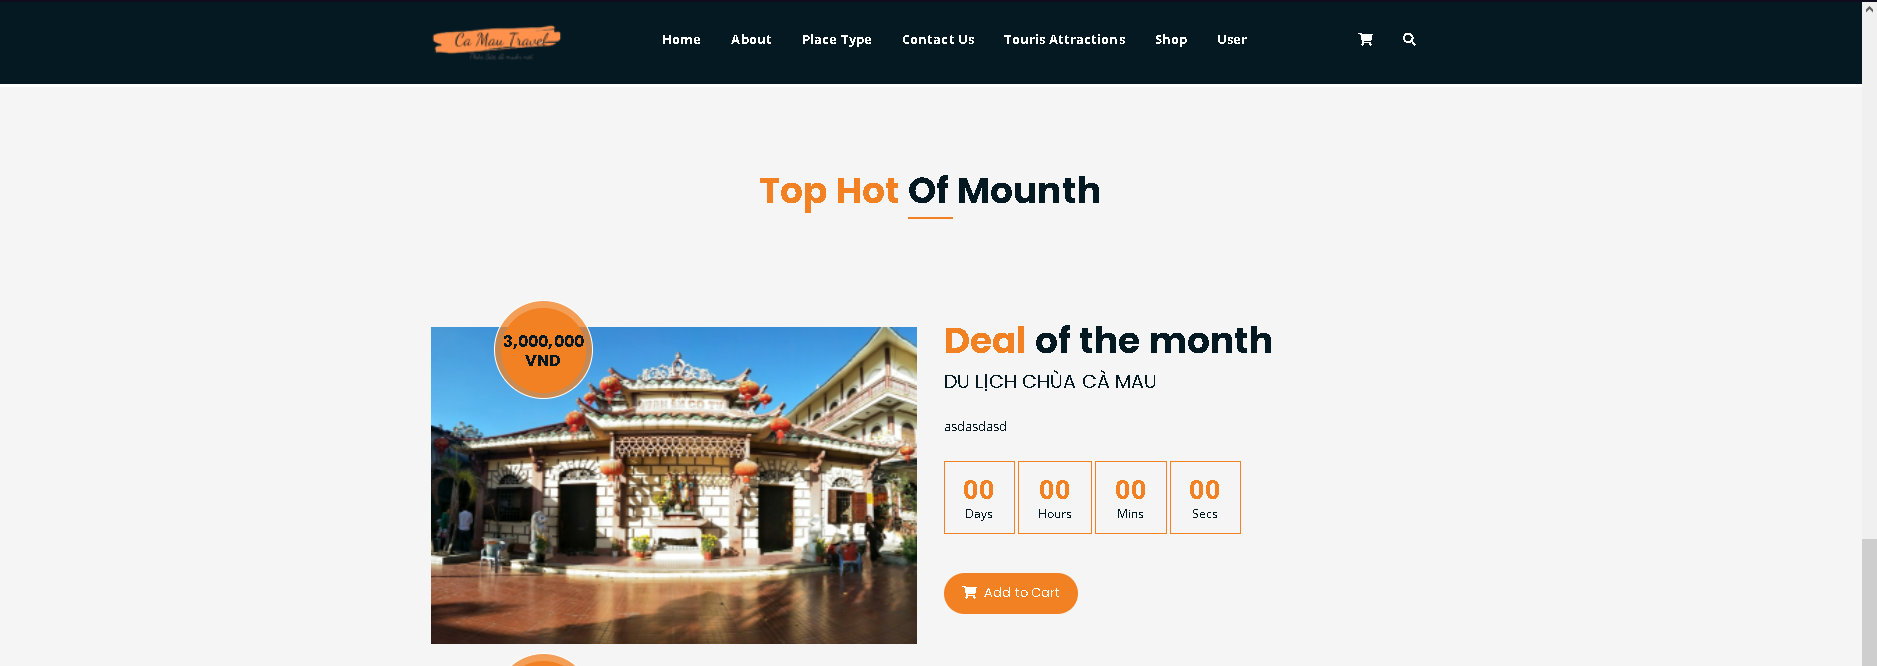 Ca Mau Travel
Home About Place Type Contact Us Touris Attractions Shop User
Top Hot Of Mounth
3,000,000
VND
Deal of the month
DU LỊCH CHÙA CÀ MAU
asdasdasd
00 00 00 00
Days Hours Mins Secs
Add to Cart